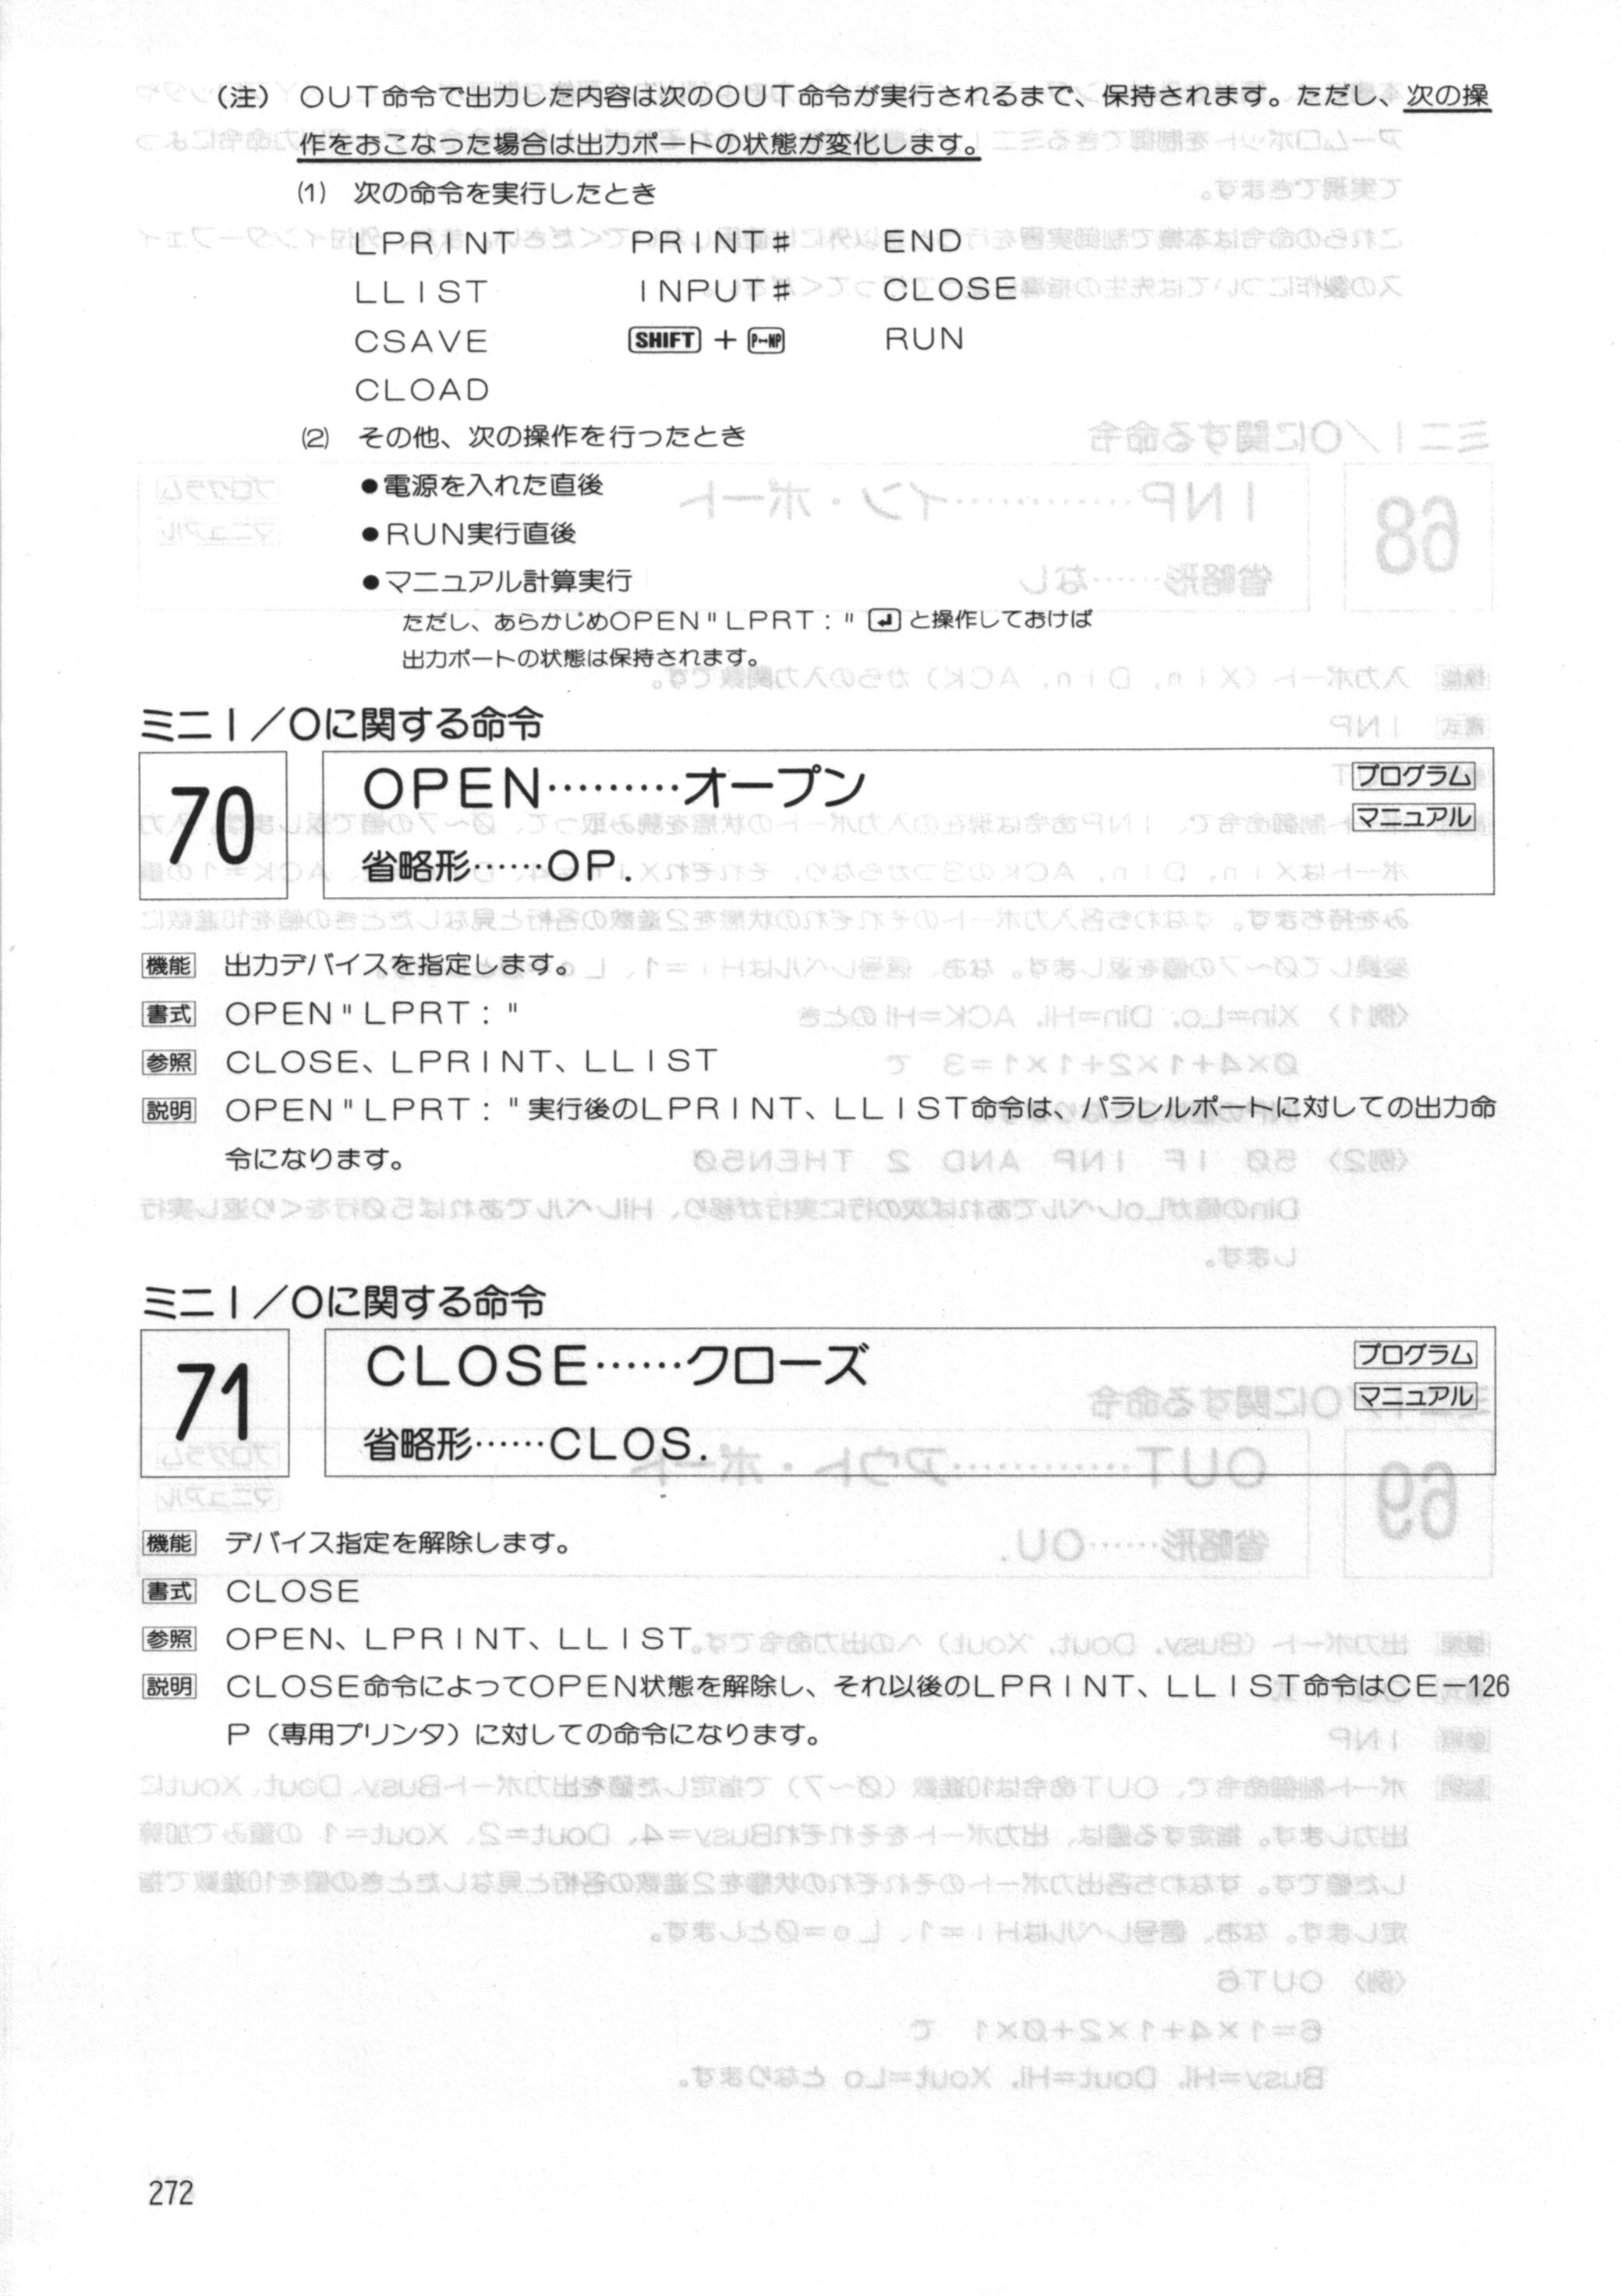 (注) OUT命令で出力した内容は次のOUT命令が実行されるまで、保持されます。ただし、次の操
作をおこなった場合は出力ポートの状態が変化します。
(1) 次の命令を実行したとき
LPRINT PRINT# END
LLIST INPUT# CLOSE
CSAVE SHIFT + P↔NP RUN
CLOAD
(2) その他、次の操作を行ったとき
●電源を入れた直後
●RUN実行直後
●マニュアル計算実行
ただし、あらかじめOPEN"LPRT:" ↵ と操作しておけば
出力ポートの状態は保持されます。
ミニI/Oに関する命令
70 OPEN………オープン プログラム
マニュアル
省略形……OP.
機能 出力デバイスを指定します。
書式 OPEN"LPRT:"
参照 CLOSE、LPRINT、LLIST
説明 OPEN"LPRT:"実行後のLPRINT、LLIST命令は、パラレルポートに対しての出力命
令になります。
ミニI/Oに関する命令
71 CLOSE……クローズ プログラム
マニュアル
省略形……CLOS.
機能 デバイス指定を解除します。
書式 CLOSE
参照 OPEN、LPRINT、LLIST
説明 CLOSE命令によってOPEN状態を解除し、それ以後のLPRINT、LLIST命令はCE－126
P（専用プリンタ）に対しての命令になります。
272